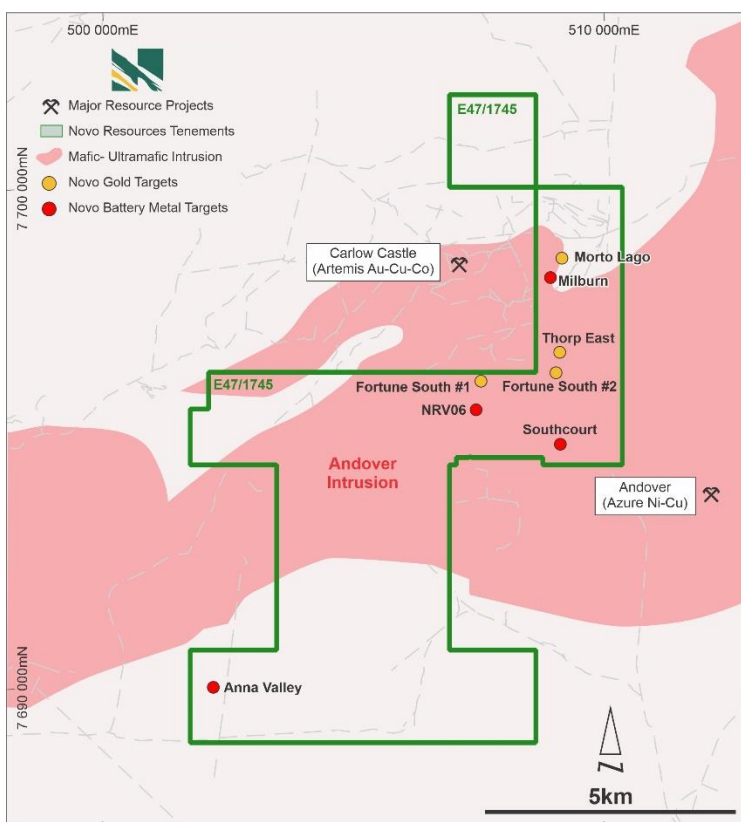 500 000mE
510 000mE
Major Resource Projects
Novo Resources Tenements
Mafic- Ultramafic Intrusion
Novo Gold Targets
Novo Battery Metal Targets
E47/1745
7 700 000mN
Carlow Castle
(Artemis Au-Cu-Co)
Morto Lago
Milburn
Thorp East
E47/1745
Fortune South #1
Fortune South #2
NRV06
Southcourt
Andover
Intrusion
Andover
(Azure Ni-Cu)
Anna Valley
7 690 000mN
N
5km